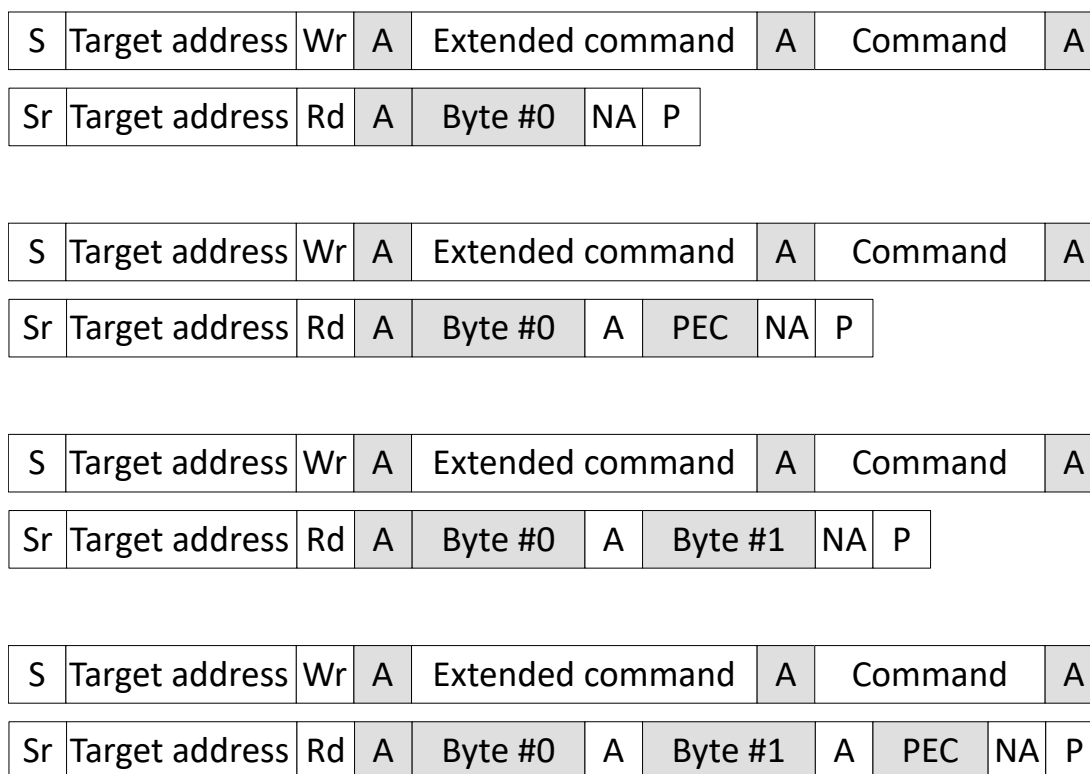 S Target address Wr A Extended command A Command A
Sr Target address Rd A Byte #0 NA P
S Target address Wr A Extended command A Command A
Sr Target address Rd A Byte #0 A PEC NA P
S Target address Wr A Extended command A Command A
Sr Target address Rd A Byte #0 A Byte #1 NA P
S Target address Wr A Extended command A Command A
Sr Target address Rd A Byte #0 A Byte #1 A PEC NA P